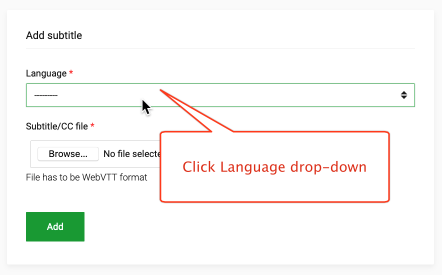 Add subtitle
Language *
---------
Subtitle/CC file *
Browse... No file selecte
Click Language drop-down
File has to be WebVTT format
Add